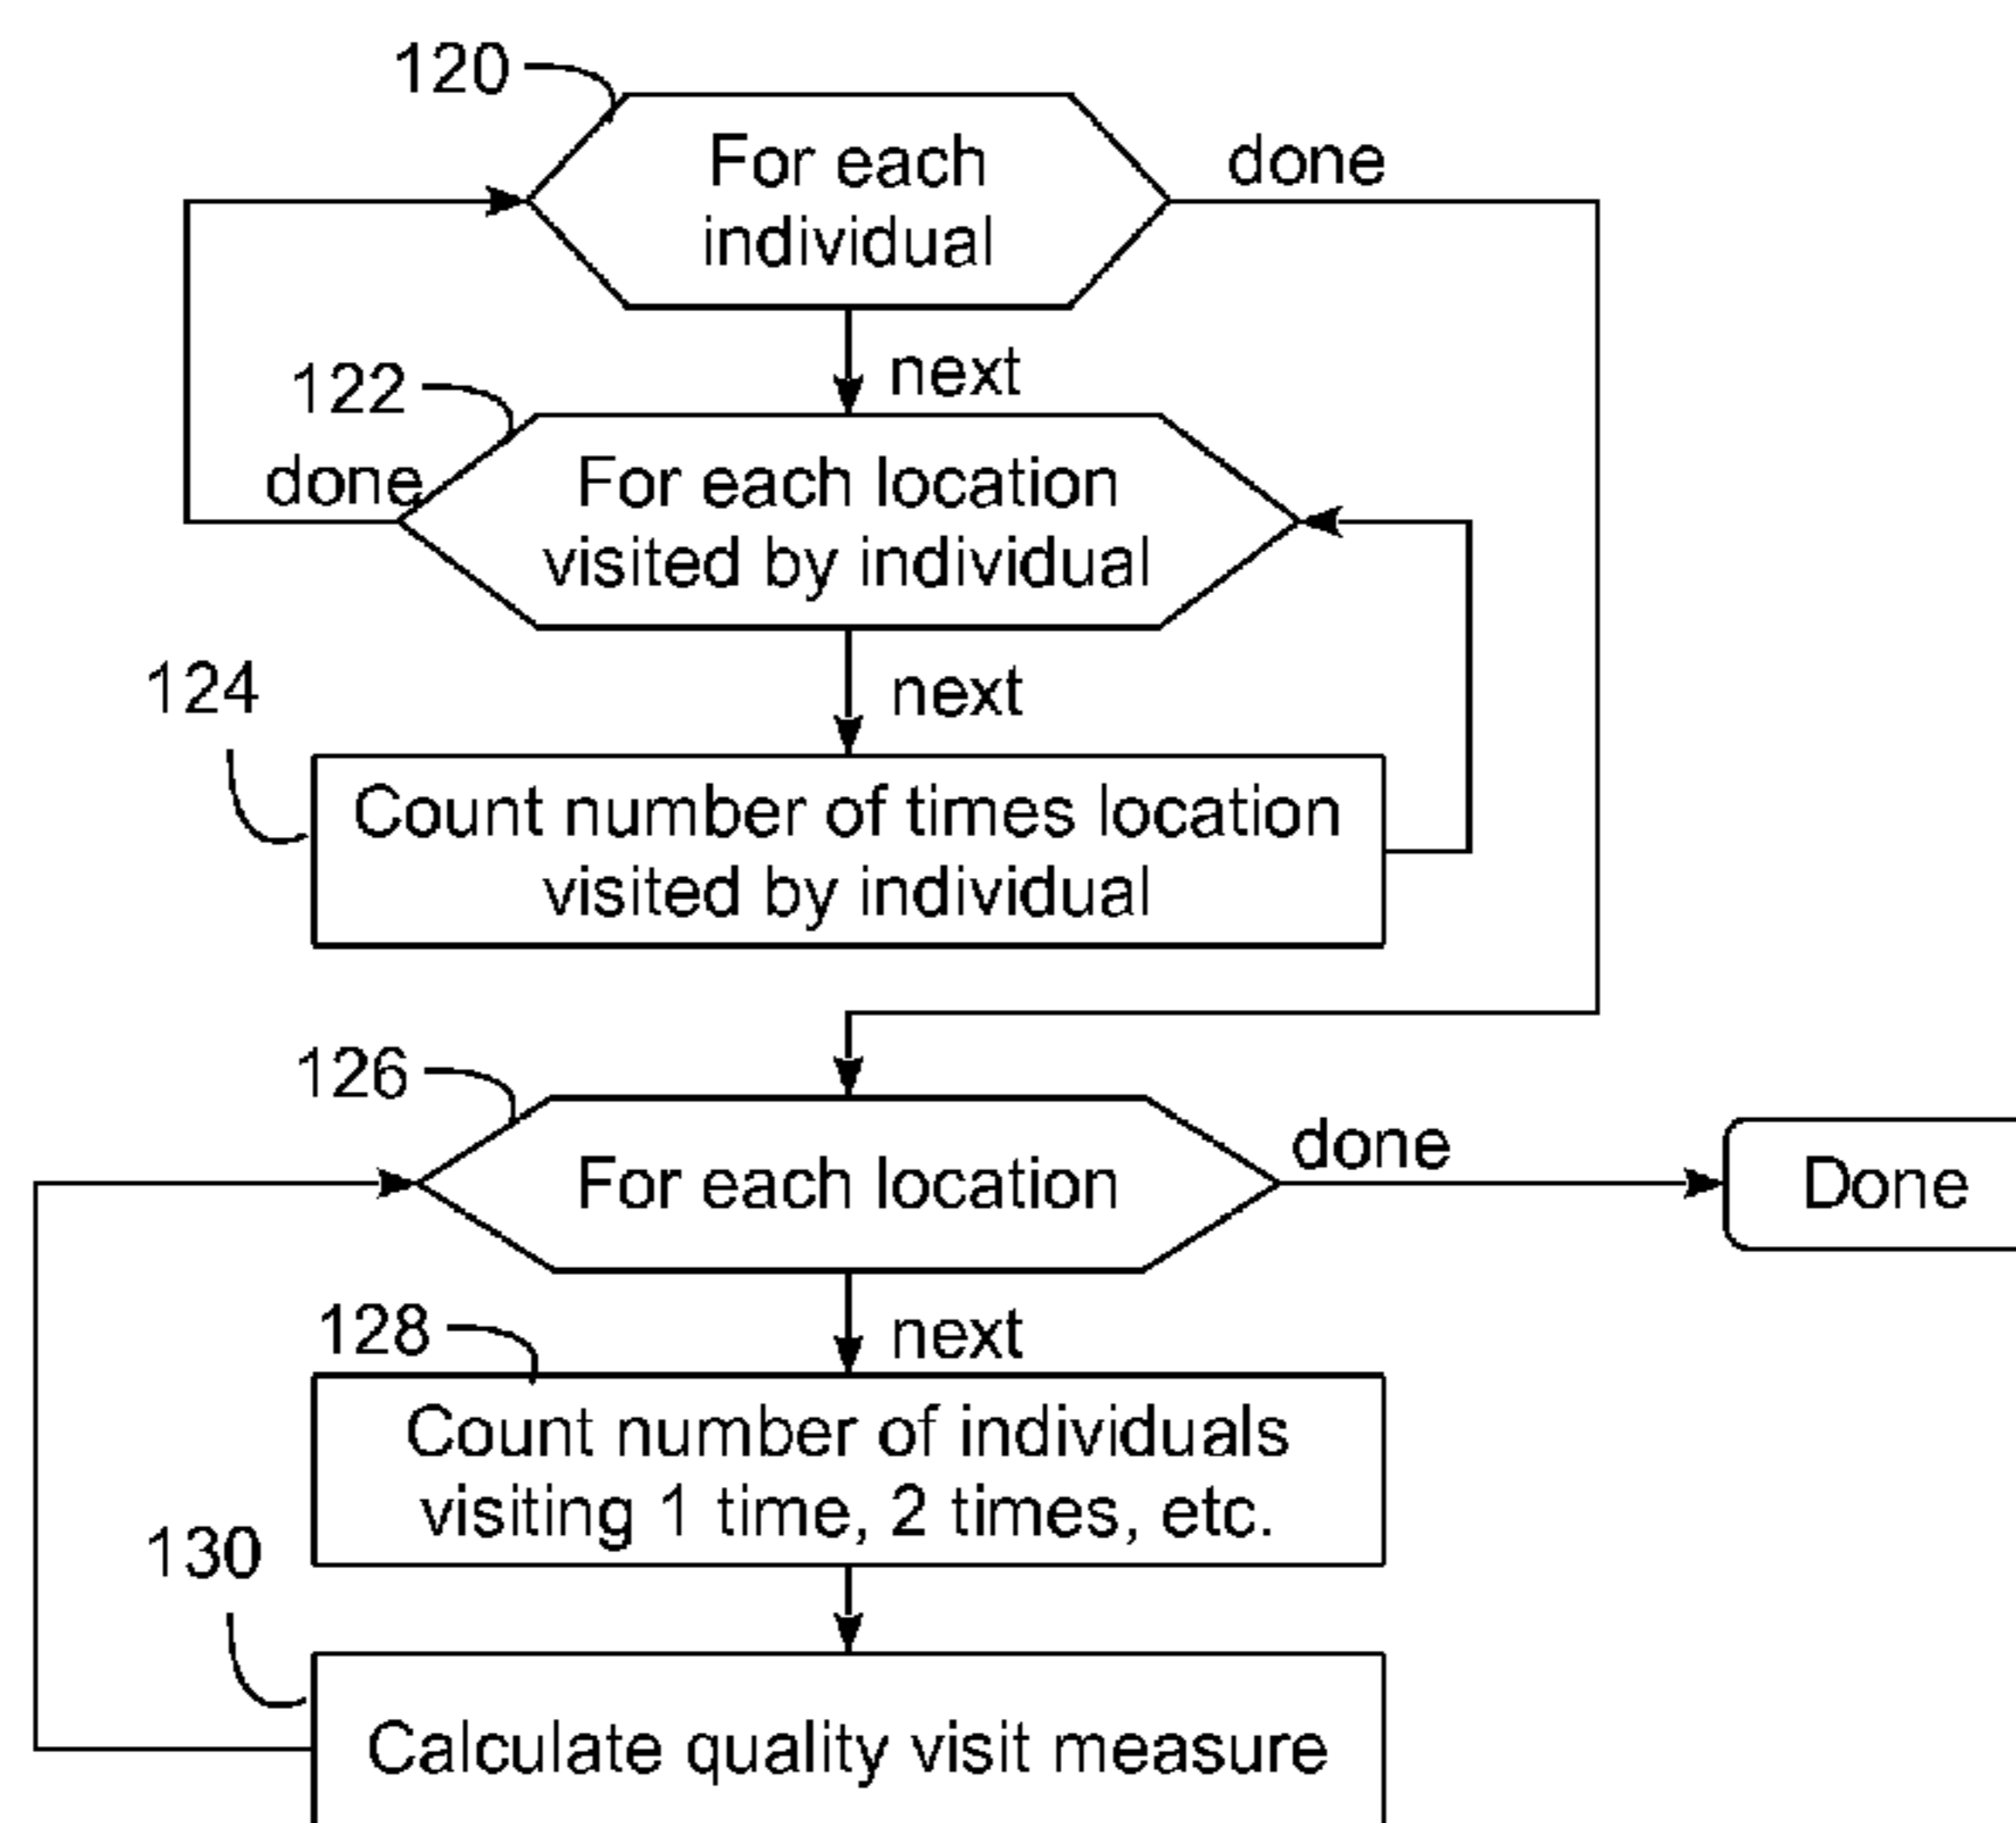 120
For each
individual
done
next
122
done
For each location
visited by individual
next
124
Count number of times location
visited by individual
126
For each location
done
Done
next
128
Count number of individuals
visiting 1 time, 2 times, etc.
130
Calculate quality visit measure